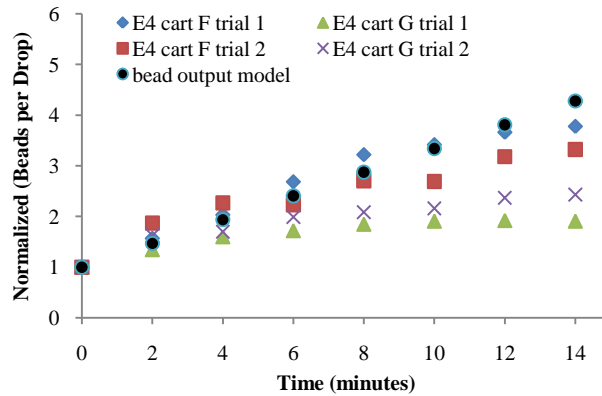 E4 cart F trial 1
E4 cart G trial 1
E4 cart F trial 2
E4 cart G trial 2
bead output model
Normalized (Beads per Drop)
6
5
4
3
2
1
0
0 2 4 6 8 10 12 14
Time (minutes)